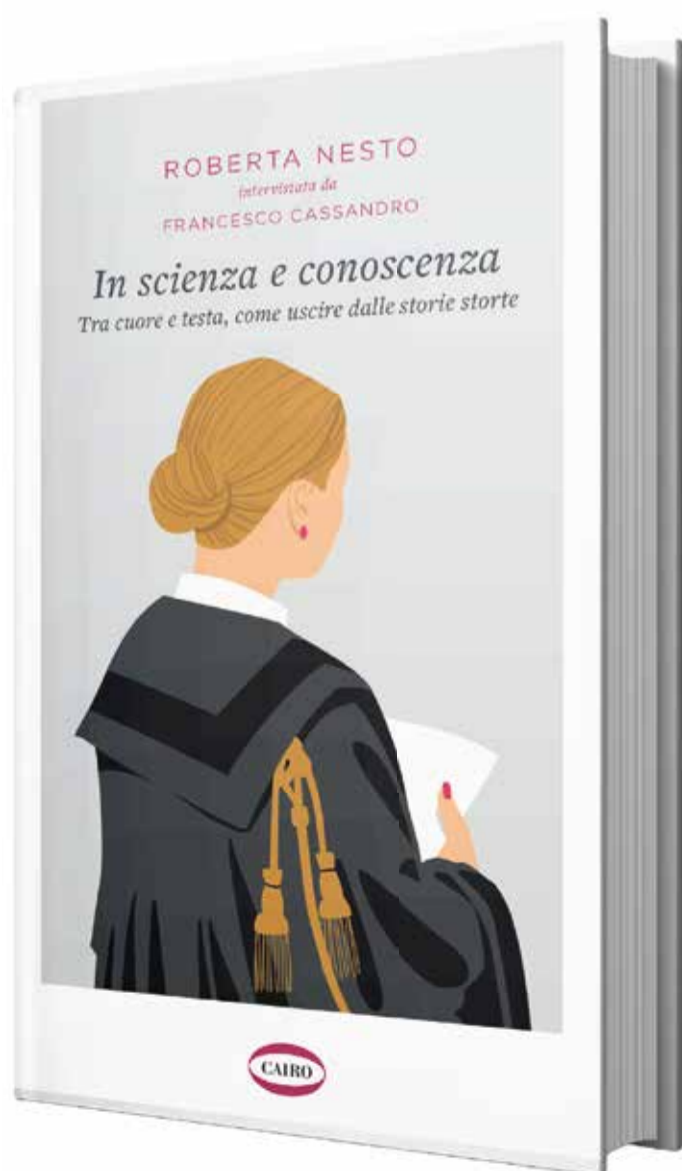 ROBERTA NESTO
intervistata da
FRANCESCO CASSANDRO
In scienza e conoscenza
Tra cuore e testa, come uscire dalle storie storte
CAIRO